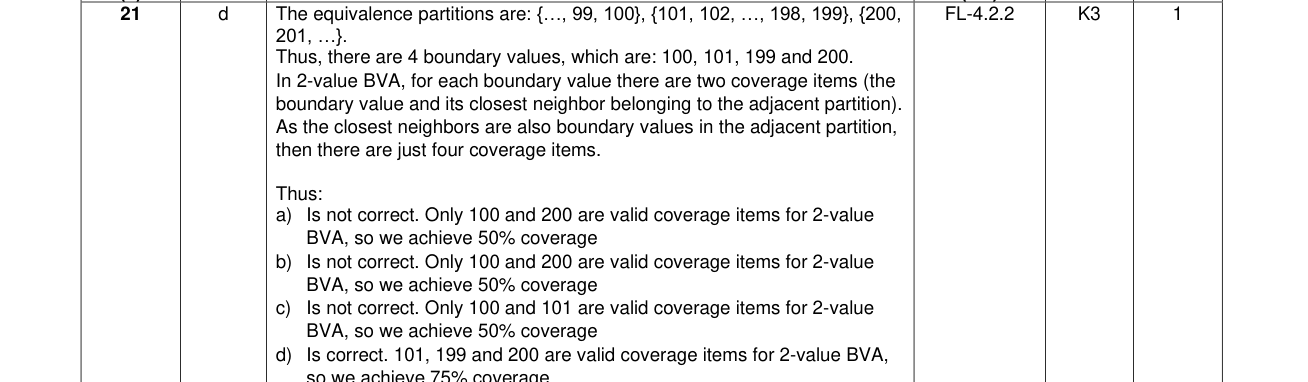 21 d The equivalence partitions are: {…, 99, 100}, {101, 102, …, 198, 199}, {200, FL-4.2.2 K3 1
201, …}.
Thus, there are 4 boundary values, which are: 100, 101, 199 and 200.
In 2-value BVA, for each boundary value there are two coverage items (the
boundary value and its closest neighbor belonging to the adjacent partition).
As the closest neighbors are also boundary values in the adjacent partition,
then there are just four coverage items.
Thus:
a) Is not correct. Only 100 and 200 are valid coverage items for 2-value
BVA, so we achieve 50% coverage
b) Is not correct. Only 100 and 200 are valid coverage items for 2-value
BVA, so we achieve 50% coverage
c) Is not correct. Only 100 and 101 are valid coverage items for 2-value
BVA, so we achieve 50% coverage
d) Is correct. 101, 199 and 200 are valid coverage items for 2-value BVA,
so we achieve 75% coverage